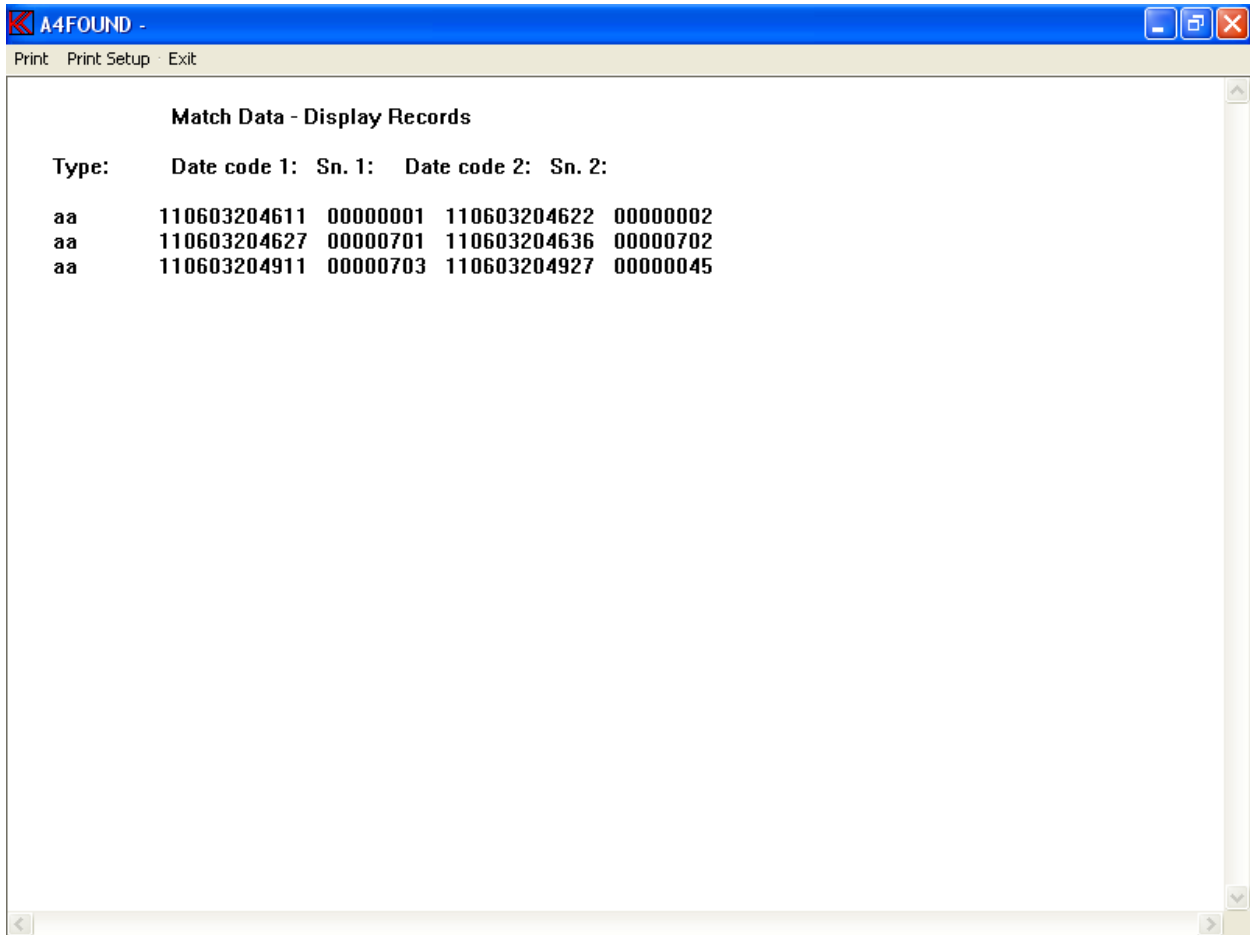 A4FOUND -
Print Print Setup Exit
Match Data - Display Records
Type: Date code 1: Sn. 1: Date code 2: Sn. 2:
aa 110603204611 00000001 110603204622 00000002
aa 110603204627 00000701 110603204636 00000702
aa 110603204911 00000703 110603204927 00000045